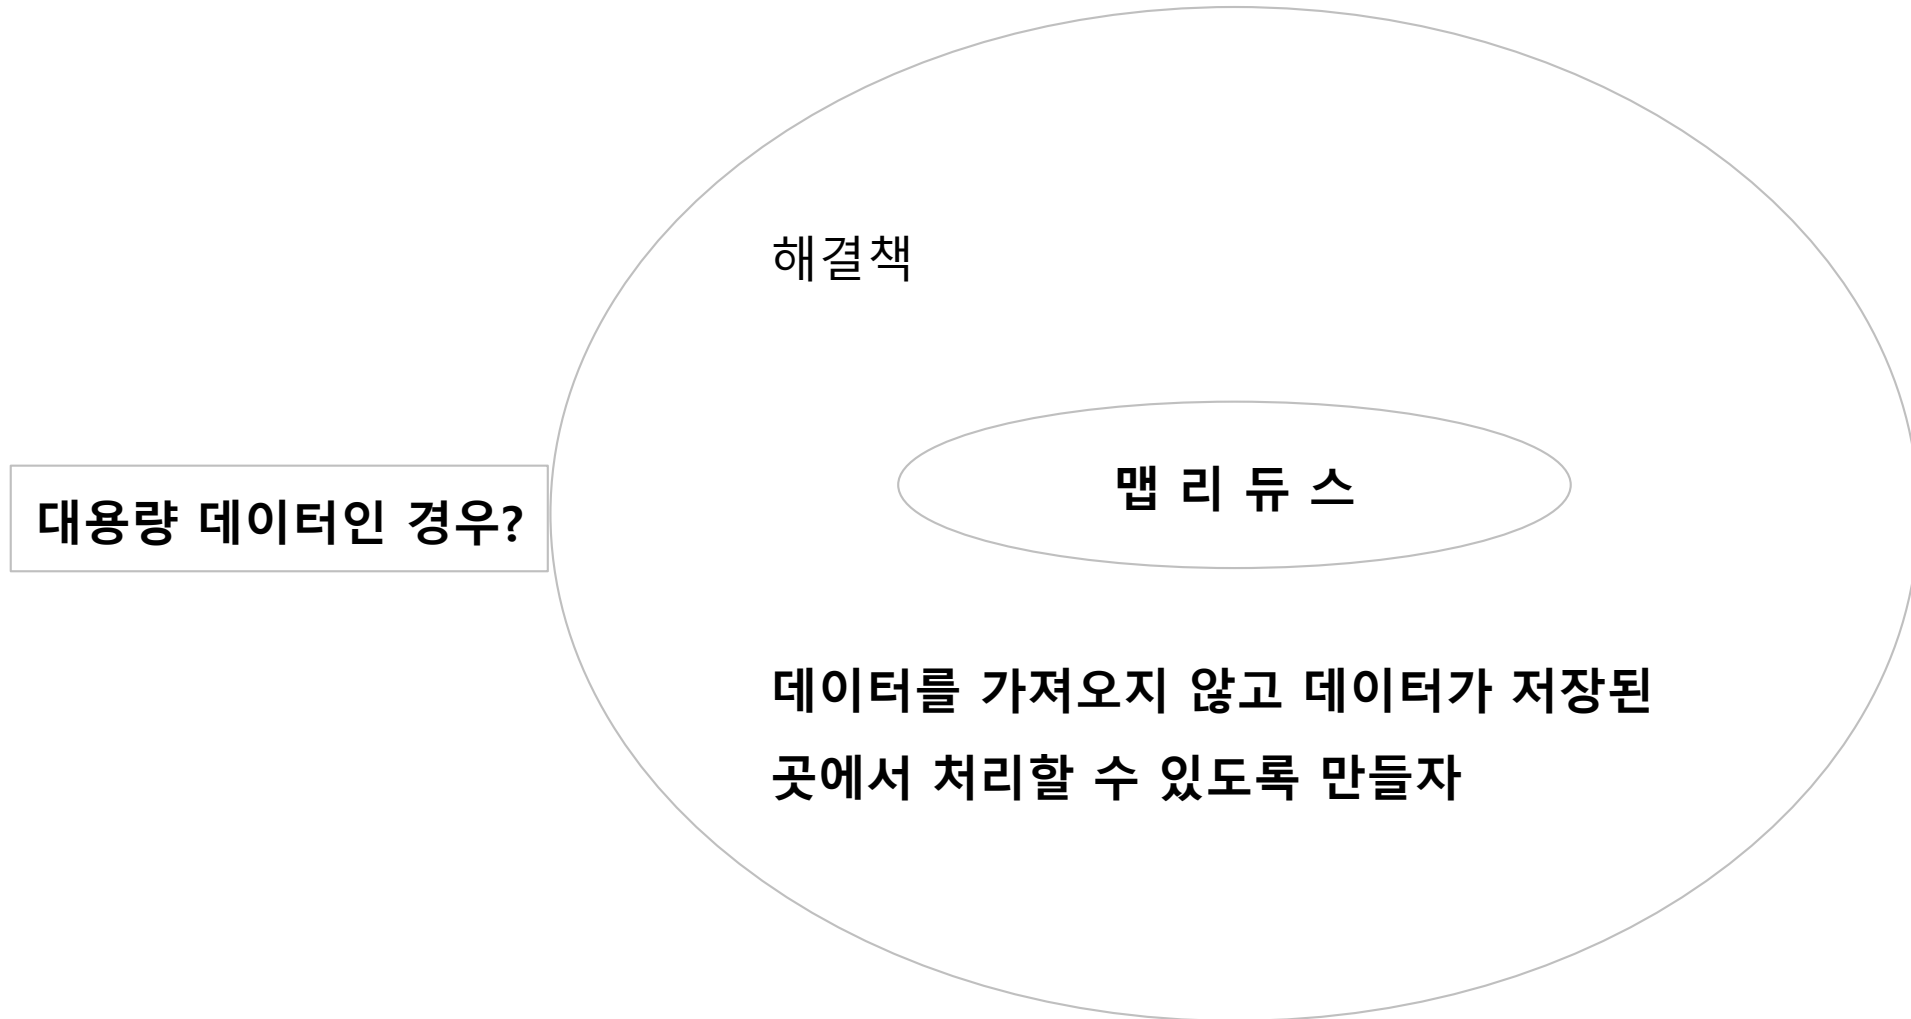 해결책
맵 리 듀 스
대용량 데이터인 경우?
데이터를 가져오지 않고 데이터가 저장된
곳에서 처리할 수 있도록 만들자